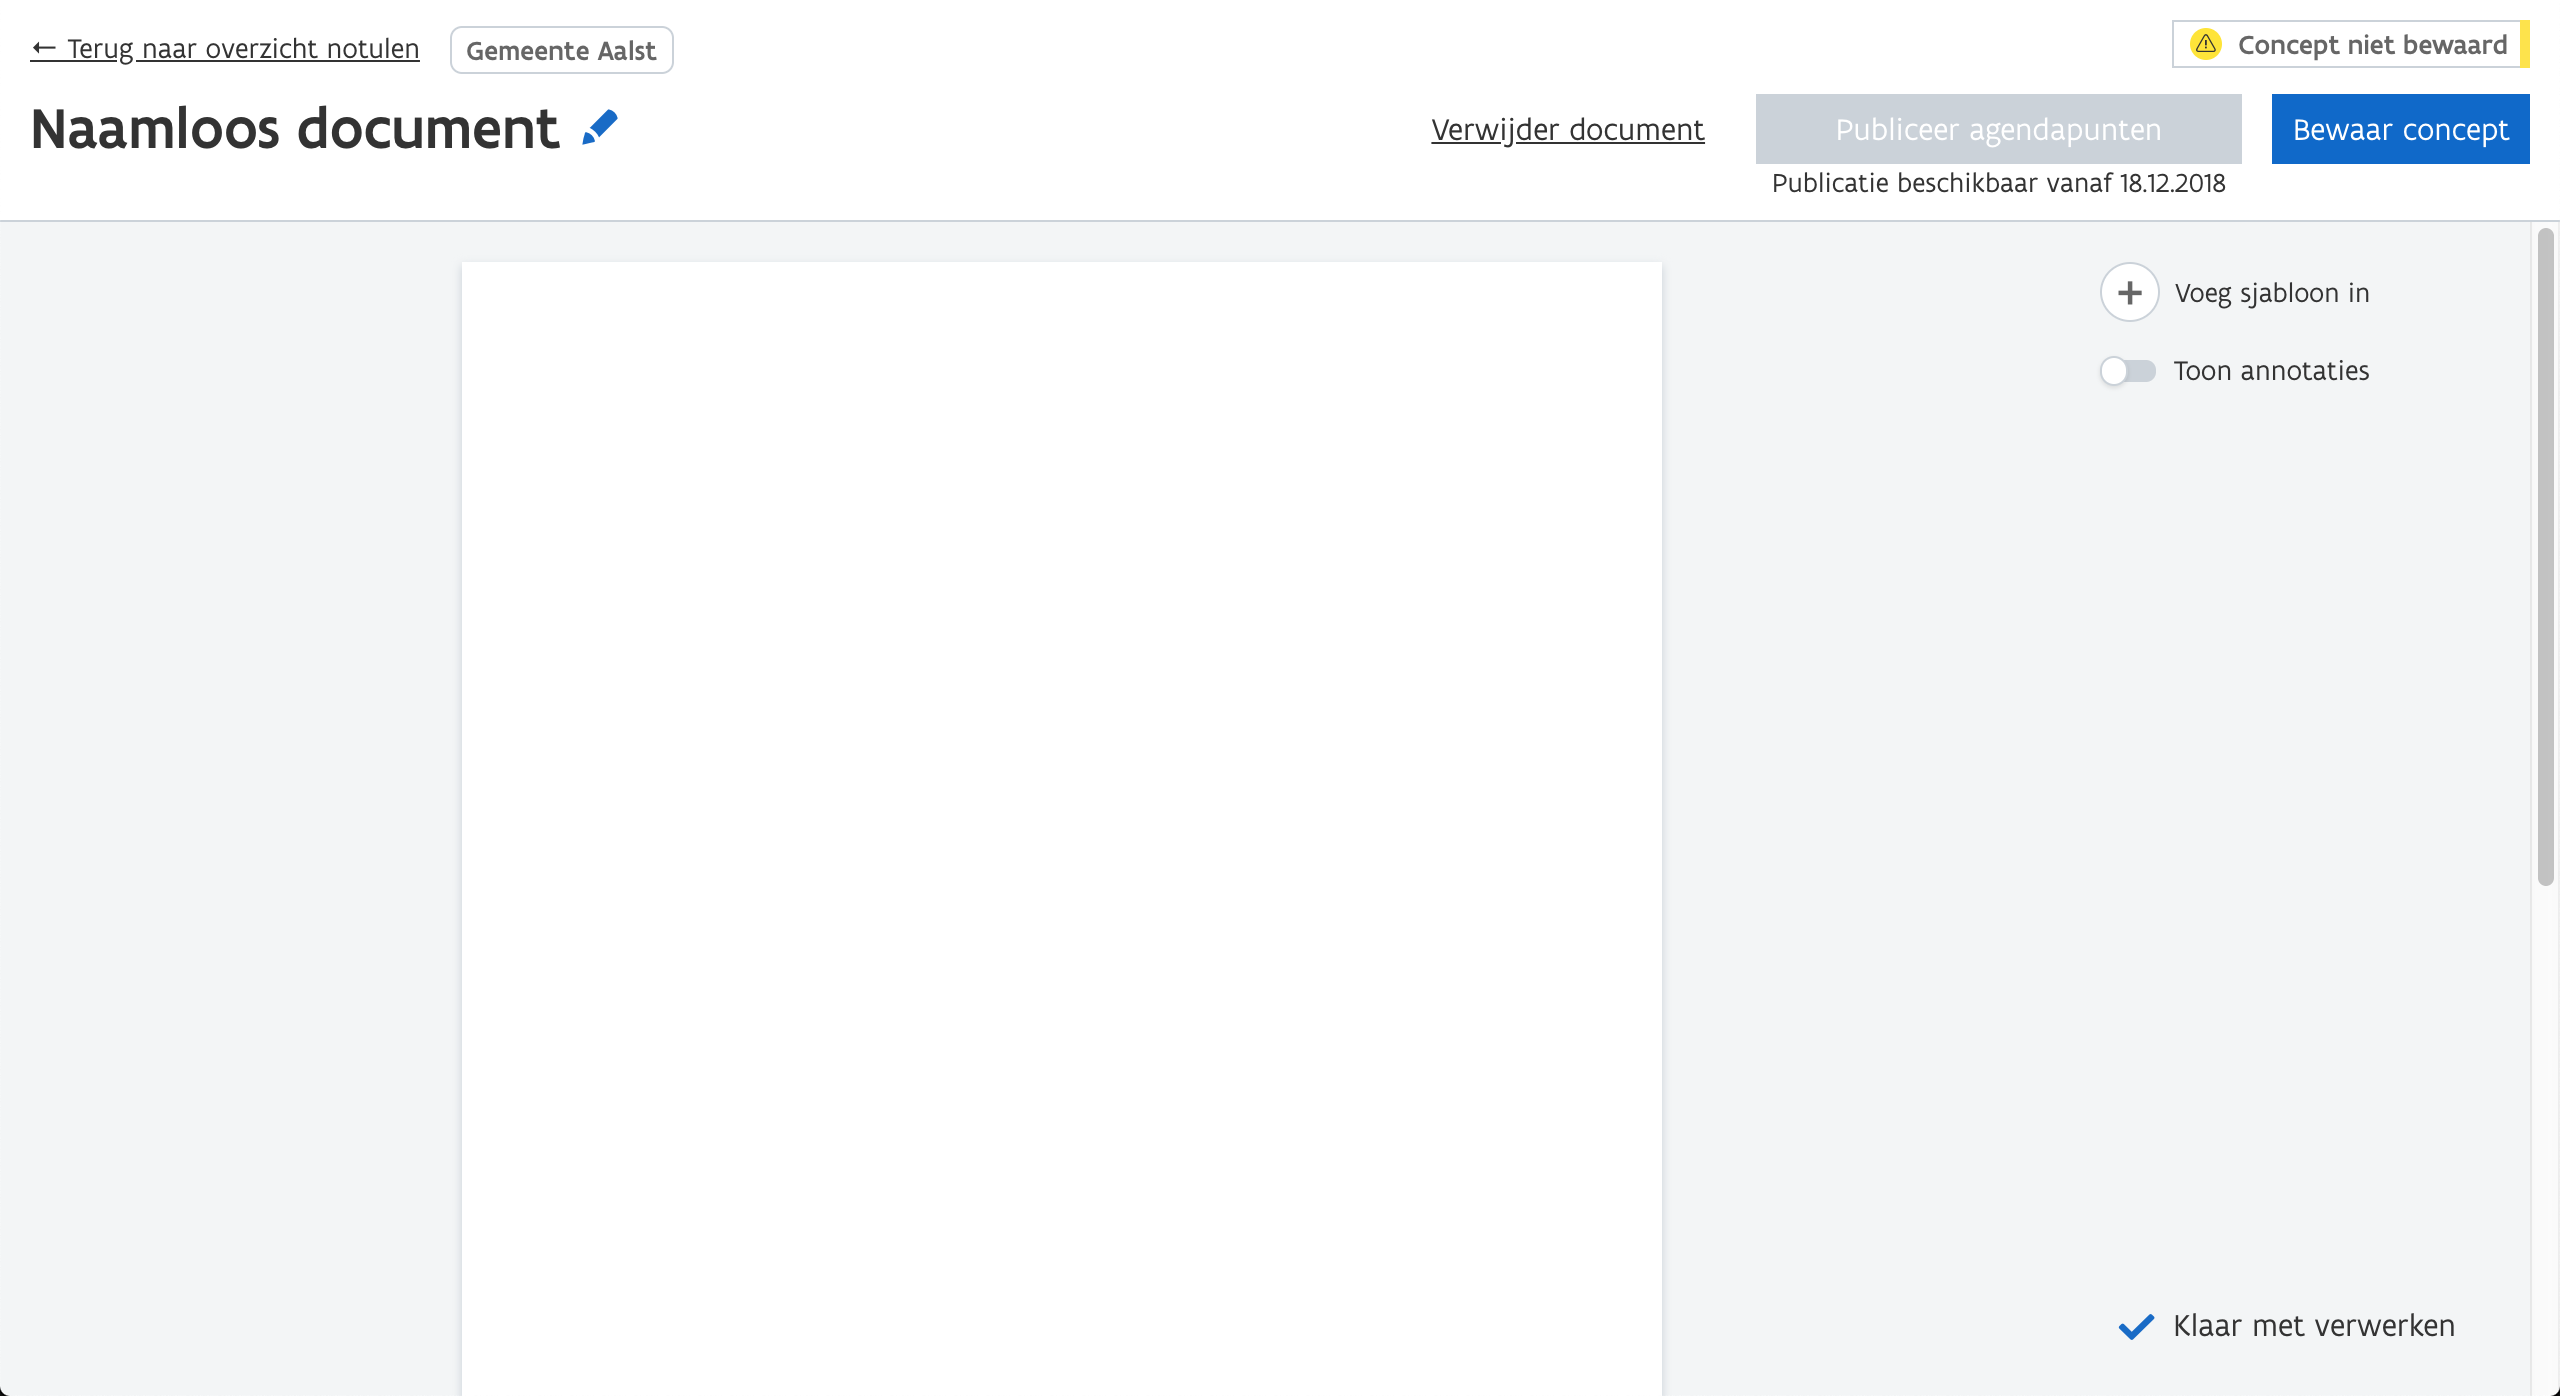 ← Terug naar overzicht notulen
Gemeente Aalst
Concept niet bewaard
Naamloos document
Verwijder document
Publiceer agendapunten
Bewaar concept
Publicatie beschikbaar vanaf 18.12.2018
Voeg sjabloon in
Toon annotaties
Klaar met verwerken